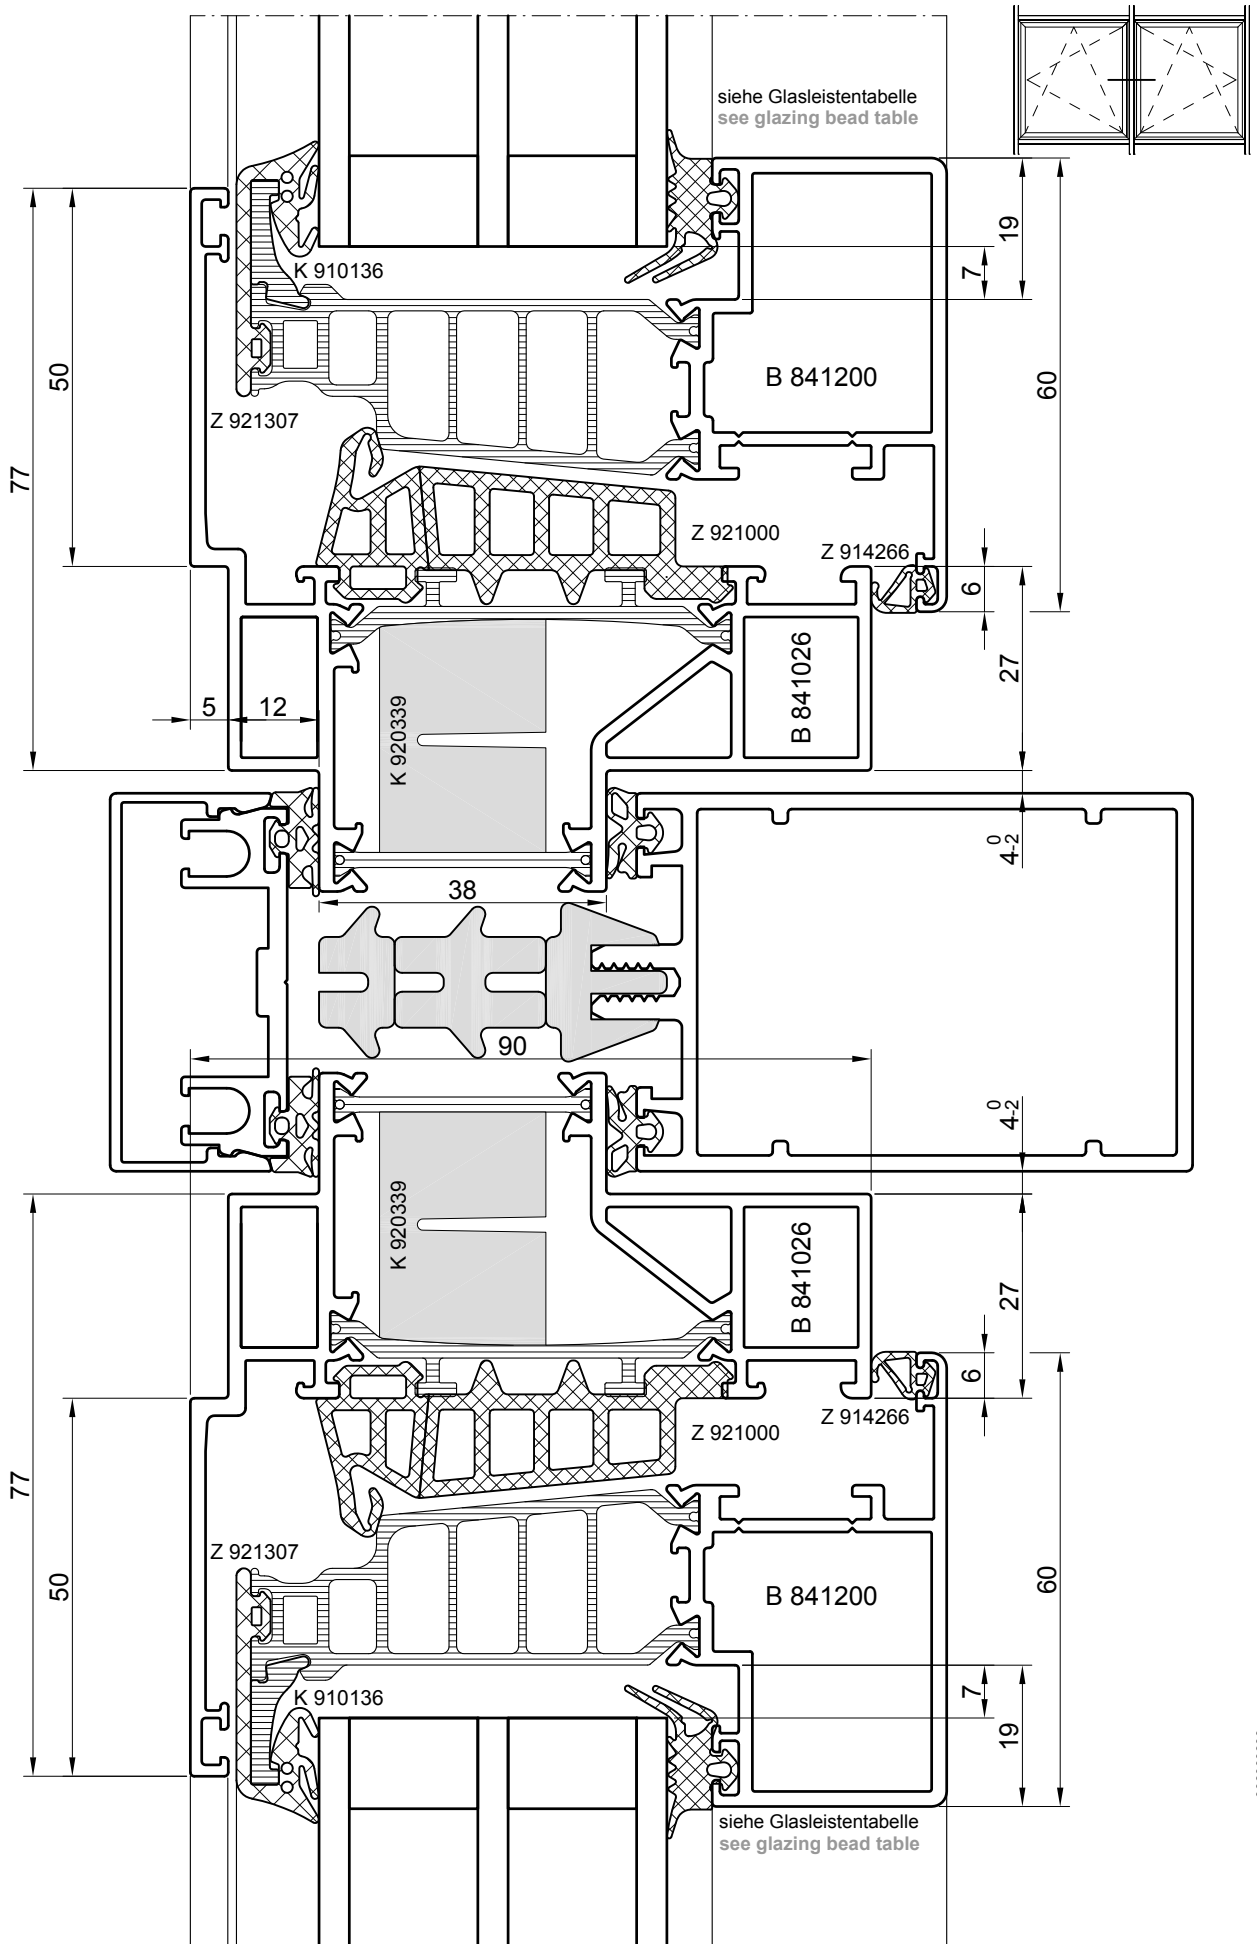 siehe Glasleistentabelle
see glazing bead table
19
7
K 910136
B 841200
60
50
77
Z 921307
Z 921000
Z 914266
6
27
5
12
K 920339
B 841026
0
4-2
38
90
0
4-2
K 920339
B 841026
27
6
Z 914266
Z 921000
77
50
Z 921307
B 841200
60
K 910136
7
19
siehe Glasleistentabelle
see glazing bead table